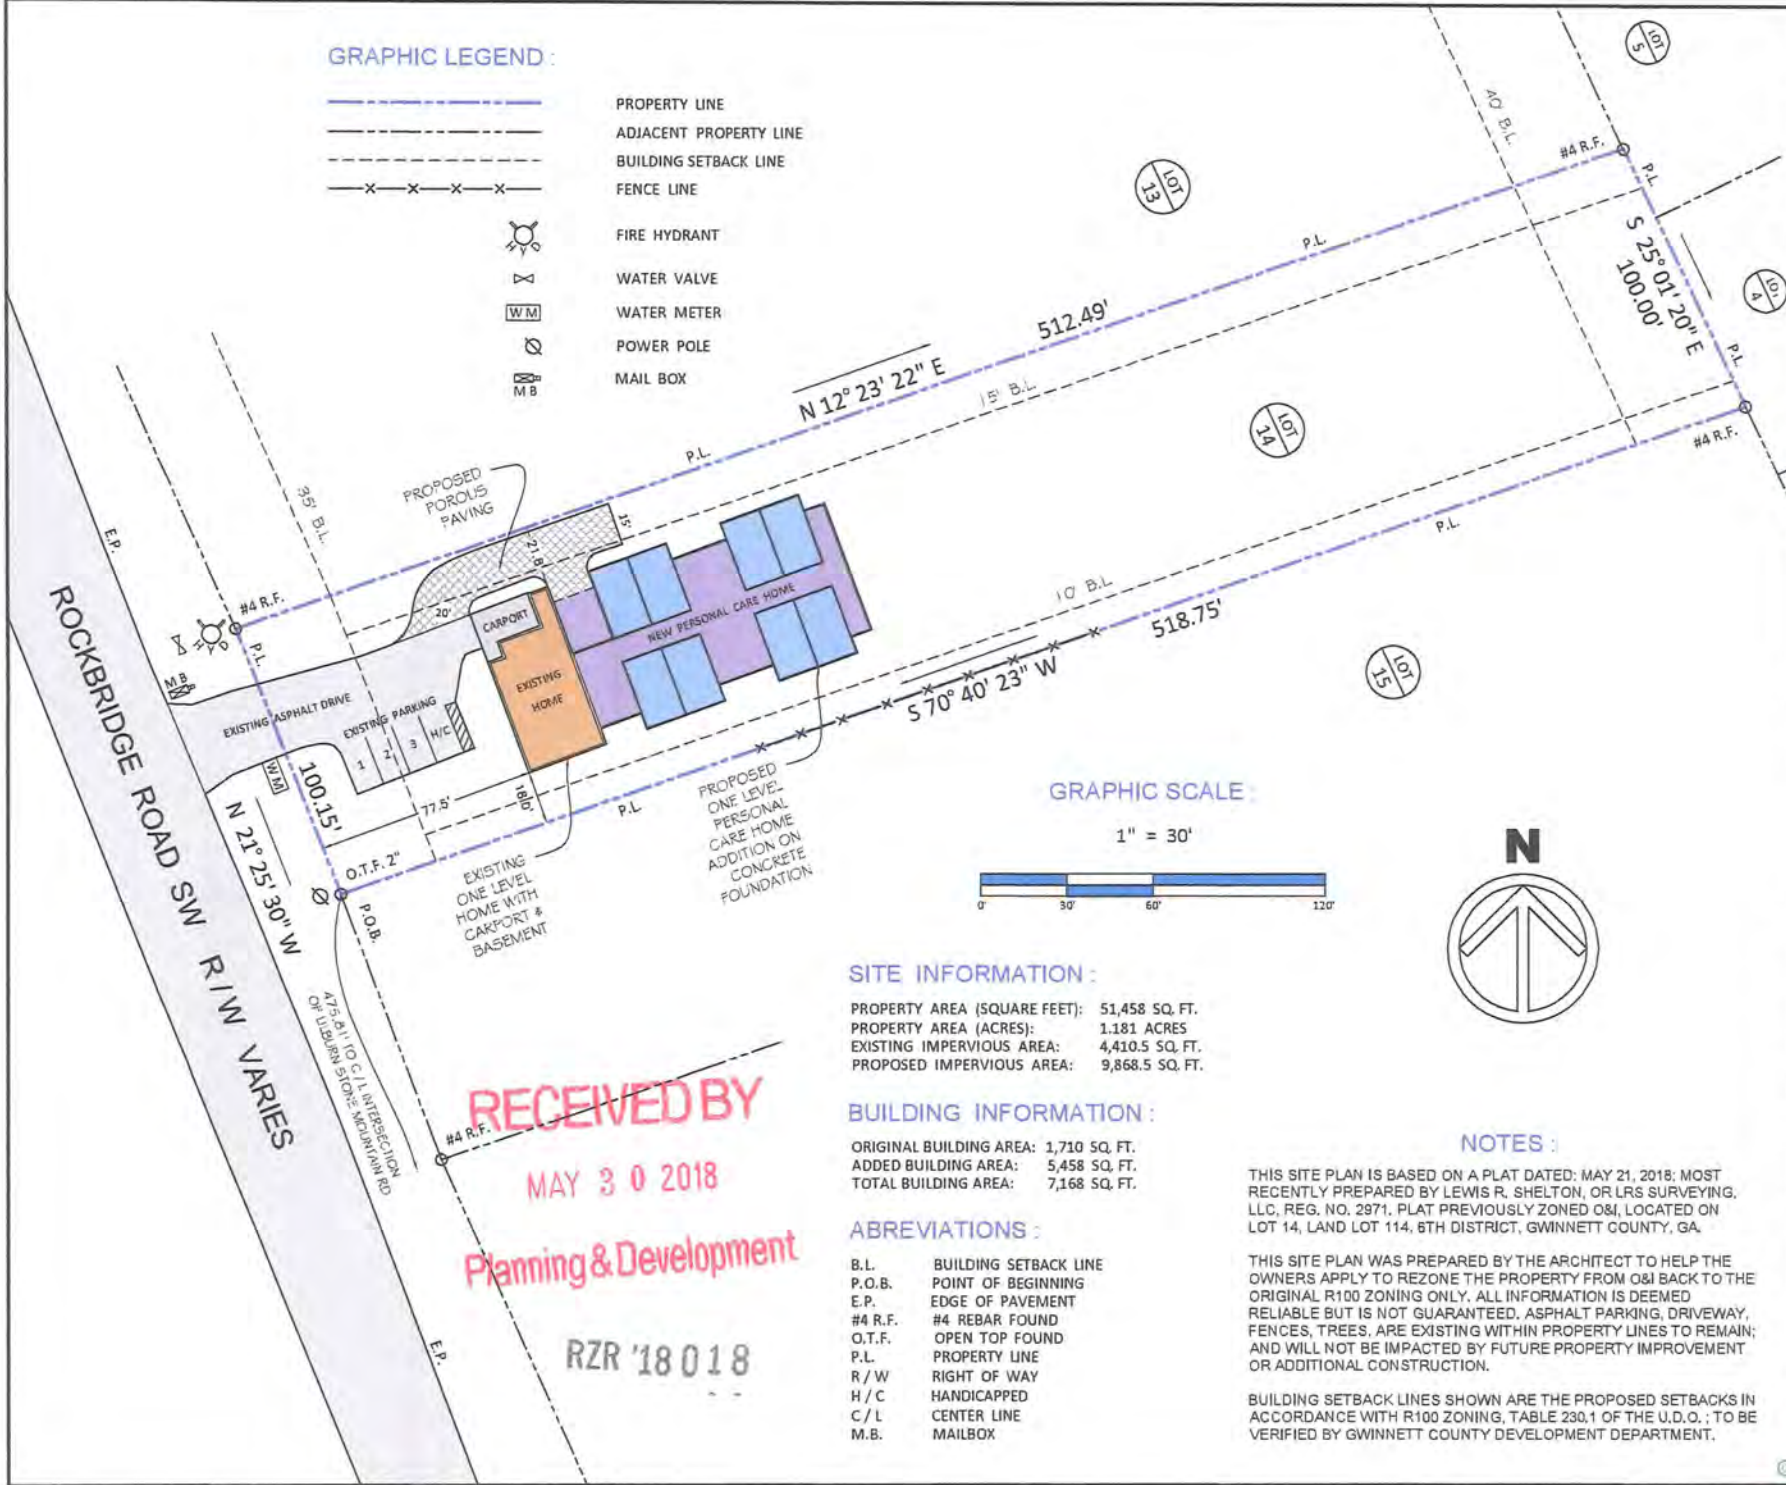 GRAPHIC LEGEND :
PROPERTY LINE
ADJACENT PROPERTY LINE
BUILDING SETBACK LINE
FENCE LINE
HYD
FIRE HYDRANT
WATER VALVE
WM
WATER METER
POWER POLE
MB
MAIL BOX
LOT
5
LOT
13
40' B.L.
#4 R.F.
P.L.
P.L.
S 25° 01' 20" E
100.00'
LOT
4
P.L.
512.49'
N 12° 23' 22" E
15' B.L.
LOT
14
#4 R.F.
P.L.
P.L.
35' B.L.
PROPOSED
POROUS
PAVING
15'
21.8'
20'
E.P.
#4 R.F.
HYD
P.L.
MB
CARPORT
NEW PERSONAL CARE HOME
EXISTING
HOME
10' B.L.
518.75'
S 70° 40' 23" W
LOT
15
EXISTING ASPHALT DRIVE
EXISTING PARKING
1
2
3
H/C
WM
100.15'
77.5'
18.0'
P.L.
N 21° 25' 30" W
O.T.F. 2"
P.O.B.
ROCKBRIDGE ROAD SW R/W VARIES
EXISTING
ONE LEVEL
HOME WITH
CARPORT &
BASEMENT
PROPOSED
ONE LEVEL
PERSONAL
CARE HOME
ADDITION ON
CONCRETE
FOUNDATION
475.81' TO C/L INTERSECTION
OF LILBURN STONE MOUNTAIN RD
#4 R.F.
E.P.
GRAPHIC SCALE :
1" = 30'
0' 30' 60' 120'
N
RECEIVED BY
MAY 30 2018
Planning & Development
RZR '18 018
SITE INFORMATION :
PROPERTY AREA (SQUARE FEET): 51,458 SQ. FT.
PROPERTY AREA (ACRES): 1.181 ACRES
EXISTING IMPERVIOUS AREA: 4,410.5 SQ. FT.
PROPOSED IMPERVIOUS AREA: 9,868.5 SQ. FT.
BUILDING INFORMATION :
ORIGINAL BUILDING AREA: 1,710 SQ. FT.
ADDED BUILDING AREA: 5,458 SQ. FT.
TOTAL BUILDING AREA: 7,168 SQ. FT.
ABREVIATIONS :
B.L. BUILDING SETBACK LINE
P.O.B. POINT OF BEGINNING
E.P. EDGE OF PAVEMENT
#4 R.F. #4 REBAR FOUND
O.T.F. OPEN TOP FOUND
P.L. PROPERTY LINE
R / W RIGHT OF WAY
H / C HANDICAPPED
C / L CENTER LINE
M.B. MAILBOX
NOTES :
THIS SITE PLAN IS BASED ON A PLAT DATED: MAY 21, 2018; MOST
RECENTLY PREPARED BY LEWIS R. SHELTON, OR LRS SURVEYING,
LLC, REG. NO. 2971. PLAT PREVIOUSLY ZONED O&I, LOCATED ON
LOT 14, LAND LOT 114, 6TH DISTRICT, GWINNETT COUNTY, GA.
THIS SITE PLAN WAS PREPARED BY THE ARCHITECT TO HELP THE
OWNERS APPLY TO REZONE THE PROPERTY FROM O&I BACK TO THE
ORIGINAL R100 ZONING ONLY. ALL INFORMATION IS DEEMED
RELIABLE BUT IS NOT GUARANTEED. ASPHALT PARKING, DRIVEWAY,
FENCES, TREES, ARE EXISTING WITHIN PROPERTY LINES TO REMAIN;
AND WILL NOT BE IMPACTED BY FUTURE PROPERTY IMPROVEMENT
OR ADDITIONAL CONSTRUCTION.
BUILDING SETBACK LINES SHOWN ARE THE PROPOSED SETBACKS IN
ACCORDANCE WITH R100 ZONING, TABLE 230.1 OF THE U.D.O. ; TO BE
VERIFIED BY GWINNETT COUNTY DEVELOPMENT DEPARTMENT.